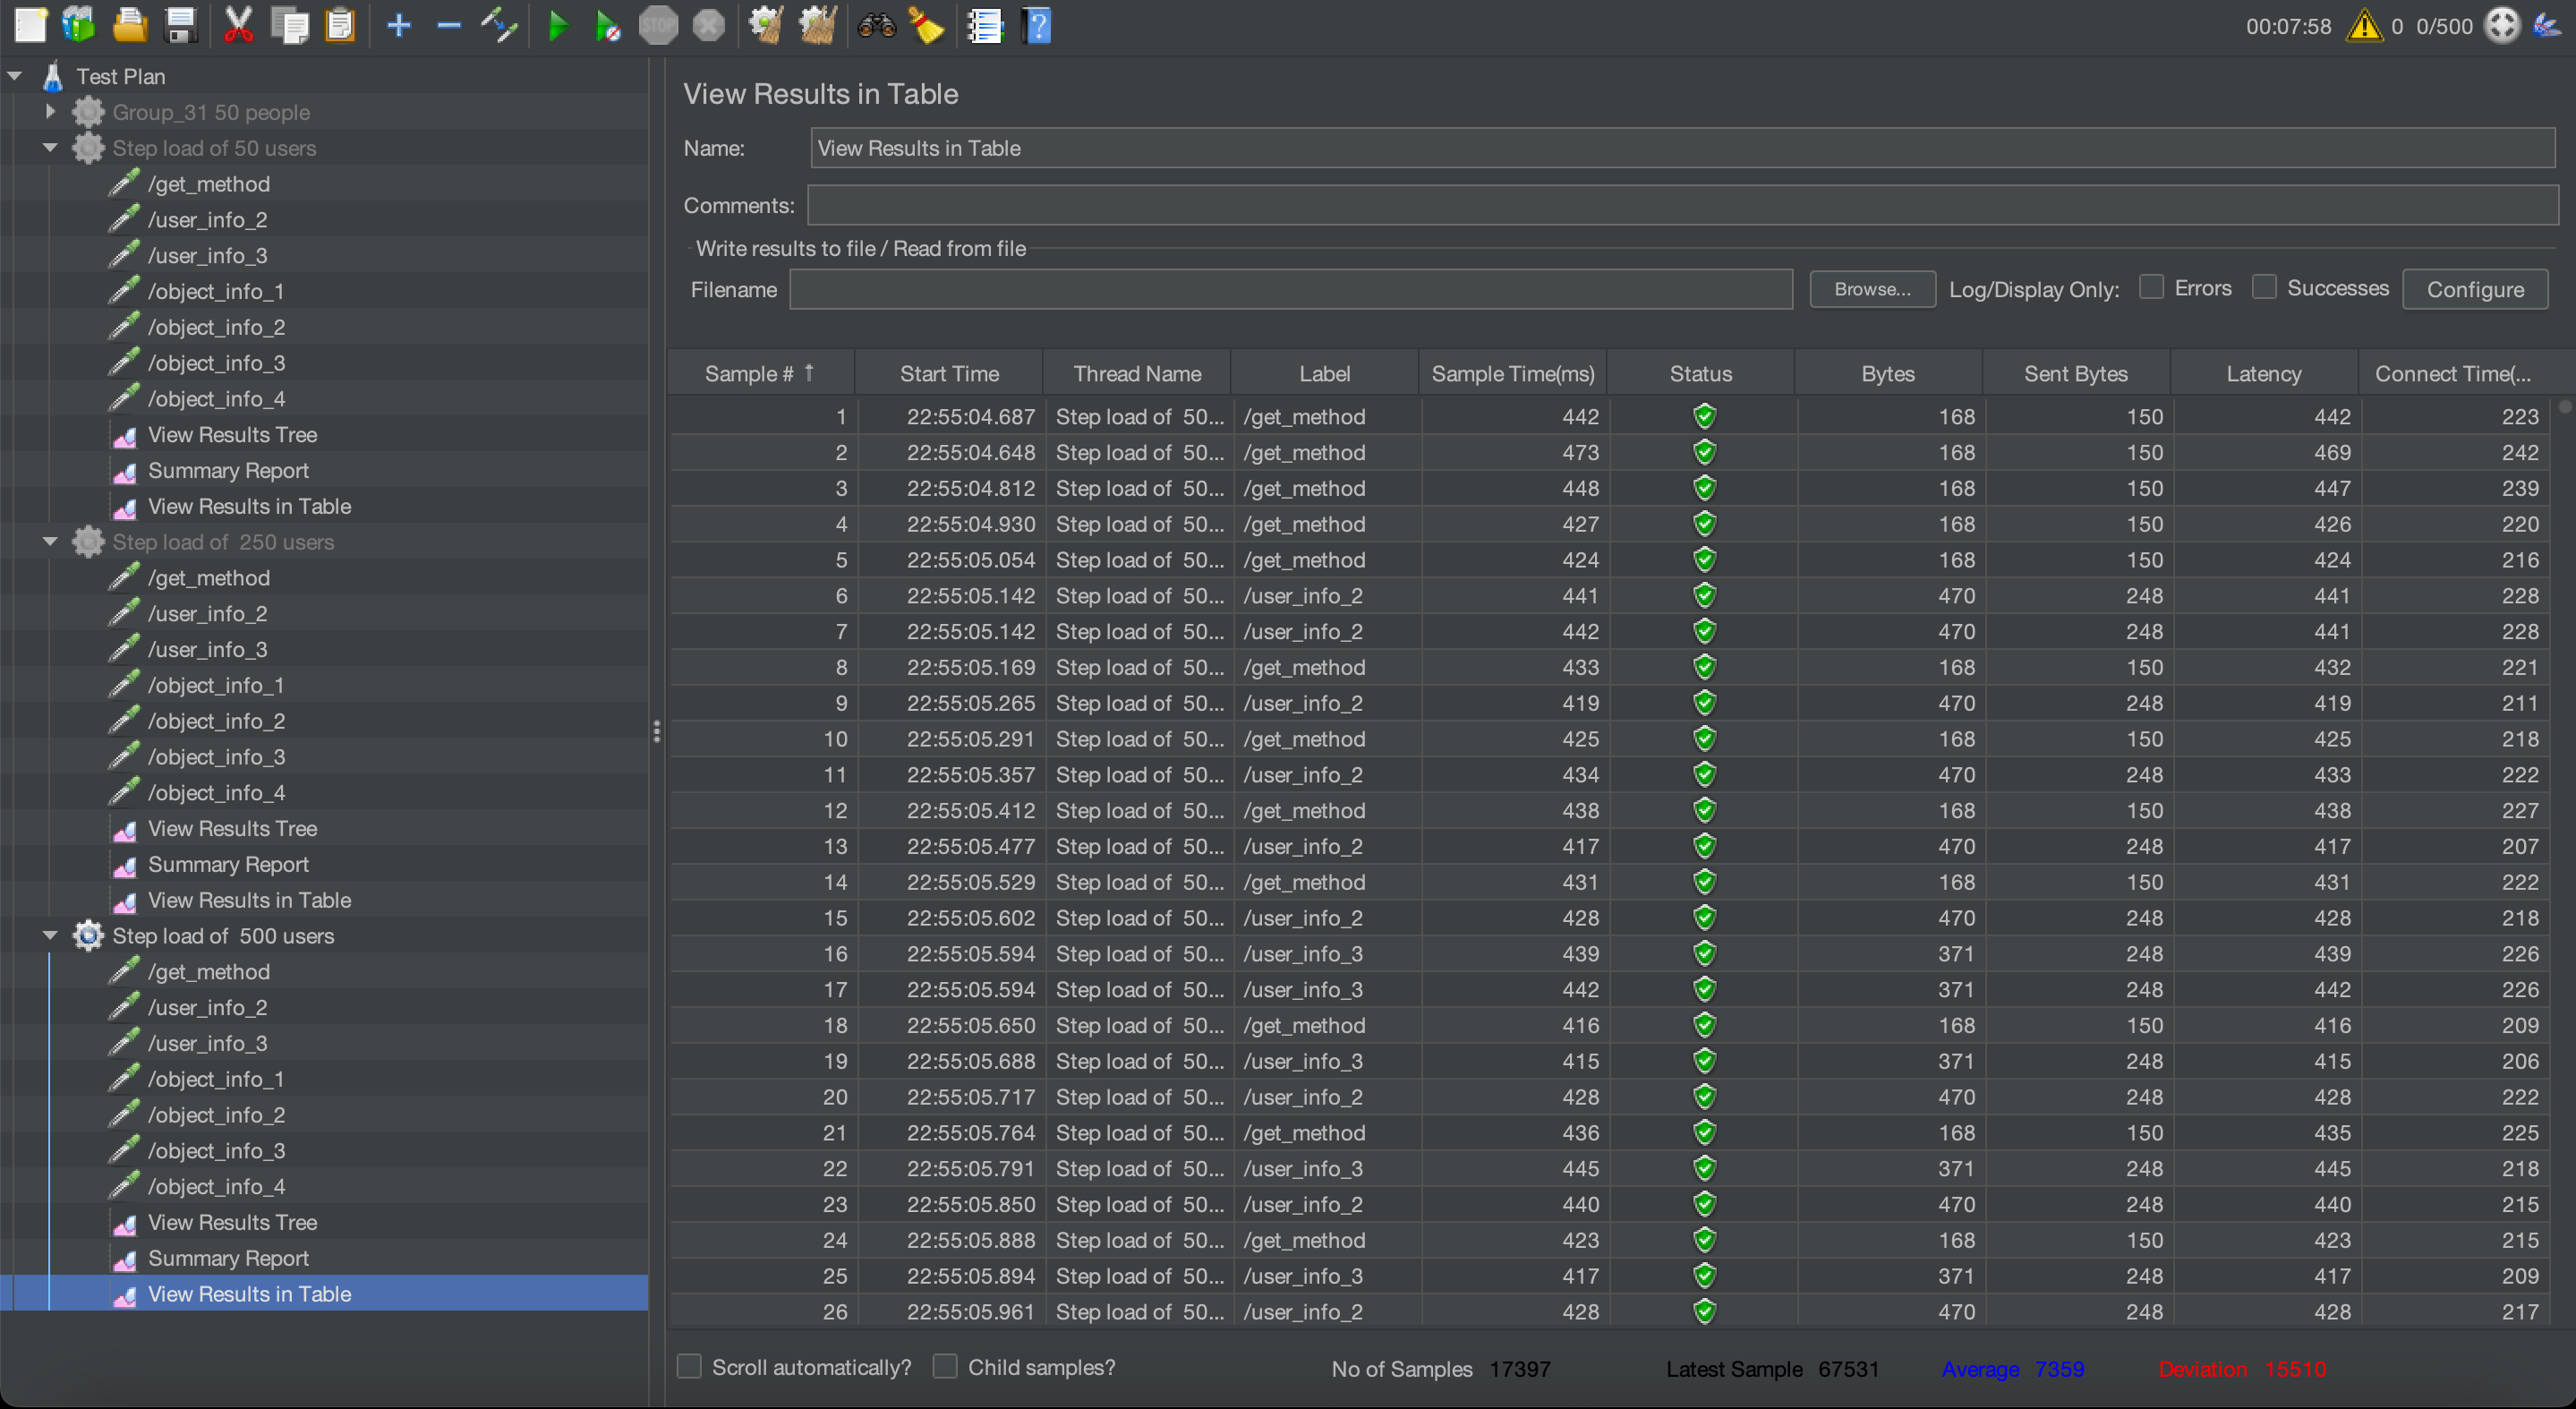 STOP
?
00:07:58 0 0/500
Test Plan
Group_31 50 people
Step load of 50 users
/get_method
/user_info_2
/user_info_3
/object_info_1
/object_info_2
/object_info_3
/object_info_4
View Results Tree
Summary Report
View Results in Table
Step load of  250 users
/get_method
/user_info_2
/user_info_3
/object_info_1
/object_info_2
/object_info_3
/object_info_4
View Results Tree
Summary Report
View Results in Table
Step load of  500 users
/get_method
/user_info_2
/user_info_3
/object_info_1
/object_info_2
/object_info_3
/object_info_4
View Results Tree
Summary Report
View Results in Table
View Results in Table
Name: View Results in Table
Comments:
Write results to file / Read from file
Filename Browse... Log/Display Only: Errors Successes Configure
Sample # ↑ Start Time Thread Name Label Sample Time(ms) Status Bytes Sent Bytes Latency Connect Time(...
1 22:55:04.687 Step load of  50... /get_method 442 168 150 442 223
2 22:55:04.648 Step load of  50... /get_method 473 168 150 469 242
3 22:55:04.812 Step load of  50... /get_method 448 168 150 447 239
4 22:55:04.930 Step load of  50... /get_method 427 168 150 426 220
5 22:55:05.054 Step load of  50... /get_method 424 168 150 424 216
6 22:55:05.142 Step load of  50... /user_info_2 441 470 248 441 228
7 22:55:05.142 Step load of  50... /user_info_2 442 470 248 441 228
8 22:55:05.169 Step load of  50... /get_method 433 168 150 432 221
9 22:55:05.265 Step load of  50... /user_info_2 419 470 248 419 211
10 22:55:05.291 Step load of  50... /get_method 425 168 150 425 218
11 22:55:05.357 Step load of  50... /user_info_2 434 470 248 433 222
12 22:55:05.412 Step load of  50... /get_method 438 168 150 438 227
13 22:55:05.477 Step load of  50... /user_info_2 417 470 248 417 207
14 22:55:05.529 Step load of  50... /get_method 431 168 150 431 222
15 22:55:05.602 Step load of  50... /user_info_2 428 470 248 428 218
16 22:55:05.594 Step load of  50... /user_info_3 439 371 248 439 226
17 22:55:05.594 Step load of  50... /user_info_3 442 371 248 442 226
18 22:55:05.650 Step load of  50... /get_method 416 168 150 416 209
19 22:55:05.688 Step load of  50... /user_info_3 415 371 248 415 206
20 22:55:05.717 Step load of  50... /user_info_2 428 470 248 428 222
21 22:55:05.764 Step load of  50... /get_method 436 168 150 435 225
22 22:55:05.791 Step load of  50... /user_info_3 445 371 248 445 218
23 22:55:05.850 Step load of  50... /user_info_2 440 470 248 440 215
24 22:55:05.888 Step load of  50... /get_method 423 168 150 423 215
25 22:55:05.894 Step load of  50... /user_info_3 417 371 248 417 209
26 22:55:05.961 Step load of  50... /user_info_2 428 470 248 428 217
Scroll automatically? Child samples? No of Samples 17397 Latest Sample 67531 Average 7359 Deviation 15510